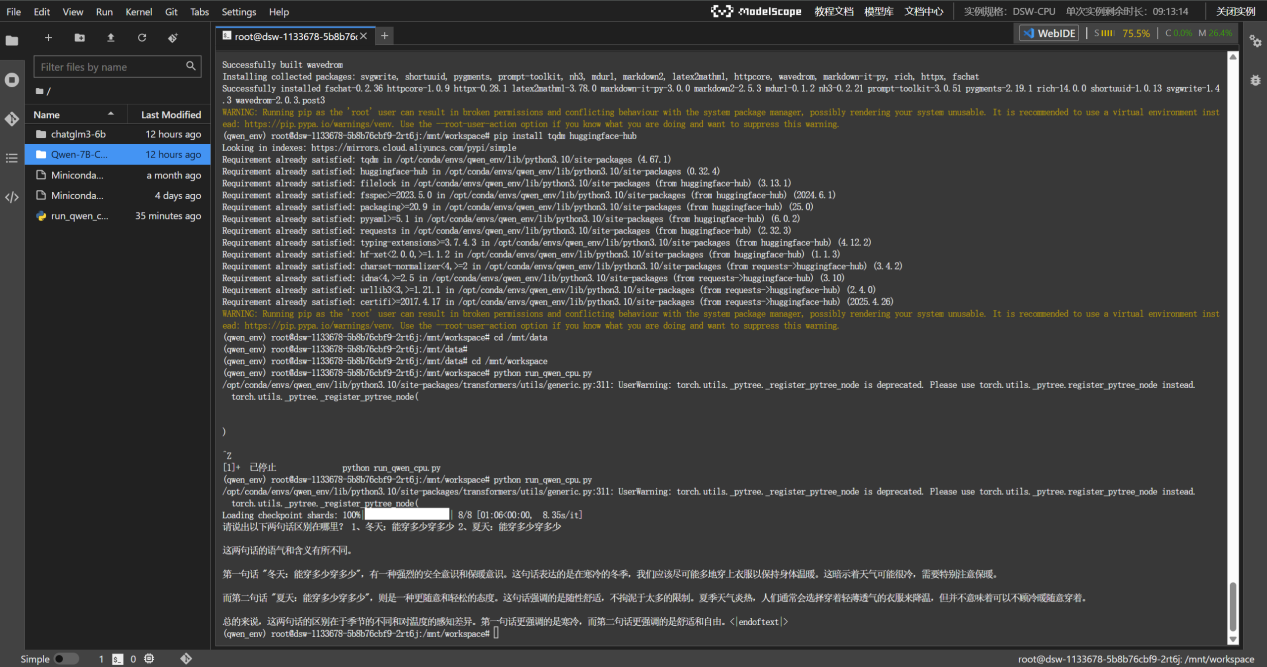 File Edit View Run Kernel Git Tabs Settings Help
ModelScope 教程文档 模型库 文档中心 实例规格: DSW-CPU 单次实例剩余时长: 09:13:14 关闭实例
root@dsw-1133678-5b8b76c
WebIDE S 75.5% C 0.0% M 26.4%
Filter files by name
/
Name Last Modified
chatglm3-6b 12 hours ago
Qwen-7B-C... 12 hours ago
Miniconda... a month ago
Miniconda... 4 days ago
run_qwen_c... 35 minutes ago
Successfully built wavedrom
Installing collected packages: svgwrite, shortuuid, pygments, prompt-toolkit, nh3, mdurl, markdown2, latex2mathml, httpcore, wavedrom, markdown-it-py, rich, httpx, fschat
Successfully installed fschat-0.2.36 httpcore-1.0.9 httpx-0.28.1 latex2mathml-3.78.0 markdown-it-py-3.0.0 markdown2-2.5.3 mdurl-0.1.2 nh3-0.2.21 prompt-toolkit-3.0.51 pygments-2.19.1 rich-14.0.0 shortuuid-1.0.13 svgwrite-1.4
.3 wavedrom-2.0.3.post3
WARNING: Running pip as the 'root' user can result in broken permissions and conflicting behaviour with the system package manager, possibly rendering your system unusable. It is recommended to use a virtual environment inst
ead: https://pip.pypa.io/warnings/venv. Use the --root-user-action option if you know what you are doing and want to suppress this warning.
(qwen_env) root@dsw-1133678-5b8b76cbf9-2rt6j:/mnt/workspace# pip install tqdm huggingface-hub
Looking in indexes: https://mirrors.cloud.aliyuncs.com/pypi/simple
Requirement already satisfied: tqdm in /opt/conda/envs/qwen_env/lib/python3.10/site-packages (4.67.1)
Requirement already satisfied: huggingface-hub in /opt/conda/envs/qwen_env/lib/python3.10/site-packages (0.32.4)
Requirement already satisfied: filelock in /opt/conda/envs/qwen_env/lib/python3.10/site-packages (from huggingface-hub) (3.13.1)
Requirement already satisfied: fsspec>=2023.5.0 in /opt/conda/envs/qwen_env/lib/python3.10/site-packages (from huggingface-hub) (2024.6.1)
Requirement already satisfied: packaging>=20.9 in /opt/conda/envs/qwen_env/lib/python3.10/site-packages (from huggingface-hub) (25.0)
Requirement already satisfied: pyyaml>=5.1 in /opt/conda/envs/qwen_env/lib/python3.10/site-packages (from huggingface-hub) (6.0.2)
Requirement already satisfied: requests in /opt/conda/envs/qwen_env/lib/python3.10/site-packages (from huggingface-hub) (2.32.3)
Requirement already satisfied: typing-extensions>=3.7.4.3 in /opt/conda/envs/qwen_env/lib/python3.10/site-packages (from huggingface-hub) (4.12.2)
Requirement already satisfied: hf-xet<2.0.0,>=1.1.2 in /opt/conda/envs/qwen_env/lib/python3.10/site-packages (from huggingface-hub) (1.1.3)
Requirement already satisfied: charset-normalizer<4,>=2 in /opt/conda/envs/qwen_env/lib/python3.10/site-packages (from requests->huggingface-hub) (3.4.2)
Requirement already satisfied: idna<4,>=2.5 in /opt/conda/envs/qwen_env/lib/python3.10/site-packages (from requests->huggingface-hub) (3.10)
Requirement already satisfied: urllib3<3,>=1.21.1 in /opt/conda/envs/qwen_env/lib/python3.10/site-packages (from requests->huggingface-hub) (2.4.0)
Requirement already satisfied: certifi>=2017.4.17 in /opt/conda/envs/qwen_env/lib/python3.10/site-packages (from requests->huggingface-hub) (2025.4.26)
WARNING: Running pip as the 'root' user can result in broken permissions and conflicting behaviour with the system package manager, possibly rendering your system unusable. It is recommended to use a virtual environment inst
ead: https://pip.pypa.io/warnings/venv. Use the --root-user-action option if you know what you are doing and want to suppress this warning.
(qwen_env) root@dsw-1133678-5b8b76cbf9-2rt6j:/mnt/workspace# cd /mnt/data
(qwen_env) root@dsw-1133678-5b8b76cbf9-2rt6j:/mnt/data#
(qwen_env) root@dsw-1133678-5b8b76cbf9-2rt6j:/mnt/data# cd /mnt/workspace
(qwen_env) root@dsw-1133678-5b8b76cbf9-2rt6j:/mnt/workspace# python run_qwen_cpu.py
/opt/conda/envs/qwen_env/lib/python3.10/site-packages/transformers/utils/generic.py:311: UserWarning: torch.utils._pytree._register_pytree_node is deprecated. Please use torch.utils._pytree.register_pytree_node instead.
torch.utils._pytree._register_pytree_node(
)
^Z
[1]+ 已停止 python run_qwen_cpu.py
(qwen_env) root@dsw-1133678-5b8b76cbf9-2rt6j:/mnt/workspace# python run_qwen_cpu.py
/opt/conda/envs/qwen_env/lib/python3.10/site-packages/transformers/utils/generic.py:311: UserWarning: torch.utils._pytree._register_pytree_node is deprecated. Please use torch.utils._pytree.register_pytree_node instead.
torch.utils._pytree._register_pytree_node(
Loading checkpoint shards: 100%| | 8/8 [01:06<00:00, 8.35s/it]
请说出以下两句话区别在哪里? 1、冬天: 能穿多少穿多少 2、夏天: 能穿多少穿多少
这两句话的语气和含义有所不同。
第一句话 "冬天: 能穿多少穿多少", 有一种强烈的安全意识和保暖意识。这句话表达的是在寒冷的冬季, 我们应该尽可能多地穿上衣服以保持身体温暖。这暗示着天气可能很冷, 需要特别注意保暖。
而第二句话 "夏天: 能穿多少穿多少", 则是一种更随意和轻松的态度。这句话强调的是随性舒适, 不拘泥于太多的限制。夏季天气炎热, 人们通常会选择穿着轻薄透气的衣服来降温, 但并不意味着可以不顾冷暖随意穿着。
总的来说, 这两句话的区别在于季节的不同和对温度的感知差异。第一句话更强调的是寒冷, 而第二句话更强调的是舒适和自由。<|endoftext|>
(qwen_env) root@dsw-1133678-5b8b76cbf9-2rt6j:/mnt/workspace#
Simple 1 0 root@dsw-1133678-5b8b76cbf9-2rt6j: /mnt/workspace